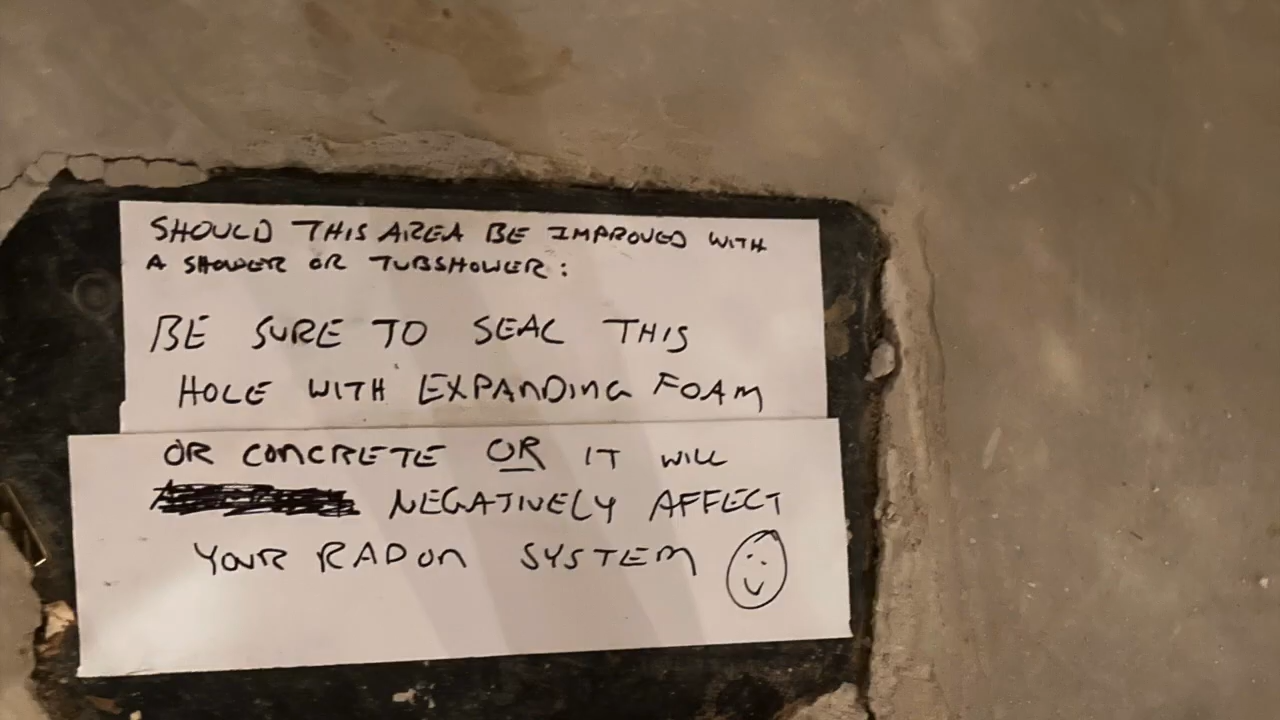 SHOULD THIS AREA BE IMPROVED WITH
A SHOWER OR TUBSHOWER:
BE SURE TO SEAL THIS
HOLE WITH EXPANDING FOAM
OR CONCRETE OR IT WILL
NEGATIVELY AFFECT
YOUR RADON SYSTEM